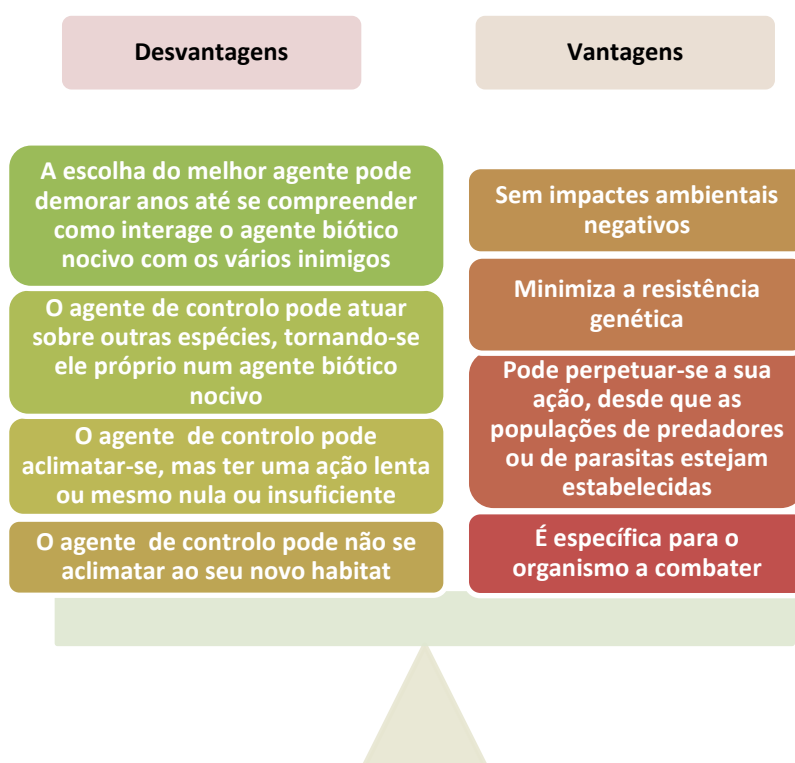 Desvantagens
Vantagens
A escolha do melhor agente pode
demorar anos até se compreender
como interage o agente biótico
nocivo com os vários inimigos
O agente de controlo pode atuar
sobre outras espécies, tornando-se
ele próprio num agente biótico
nocivo
O agente de controlo pode
aclimatar-se, mas ter uma ação lenta
ou mesmo nula ou insuficiente
O agente de controlo pode não se
aclimatar ao seu novo habitat
Sem impactes ambientais
negativos
Minimiza a resistência
genética
Pode perpetuar-se a sua
ação, desde que as
populações de predadores
ou de parasitas estejam
estabelecidas
É específica para o
organismo a combater